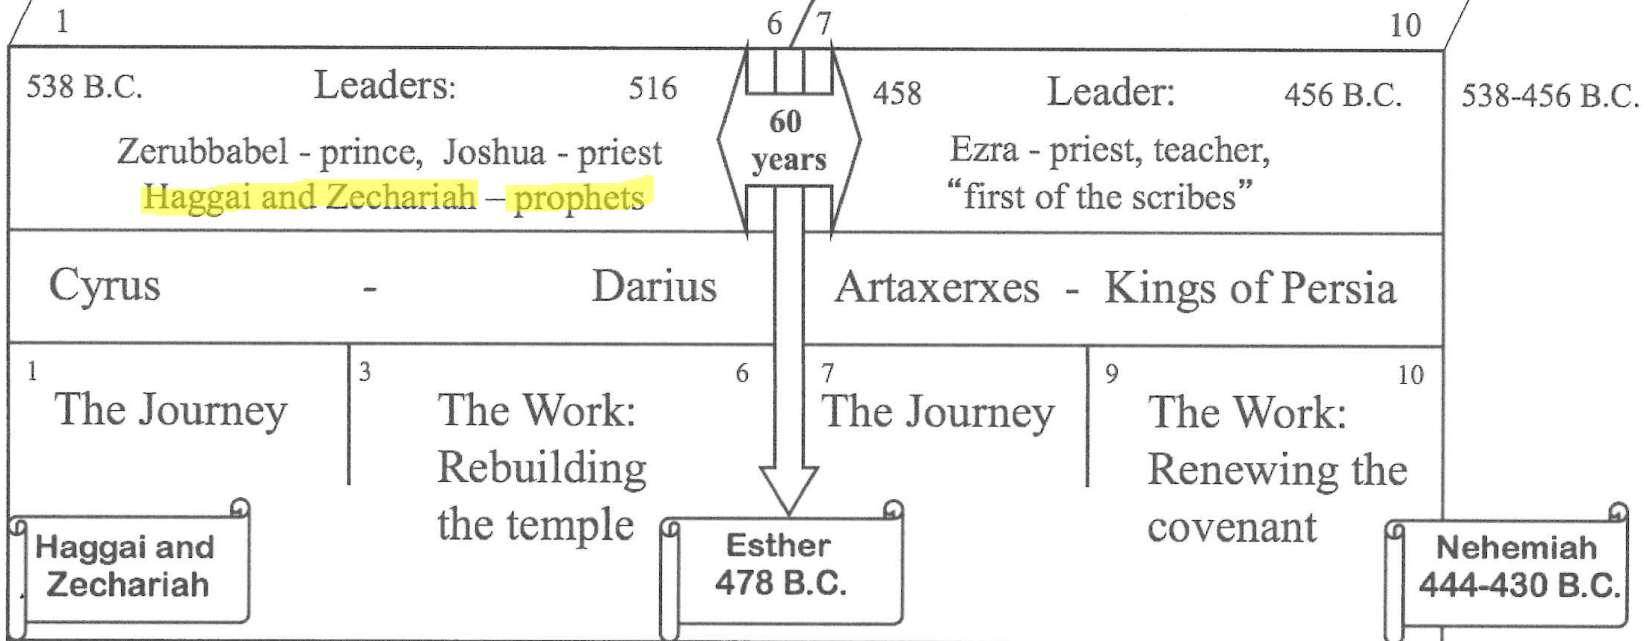 1 6 7 10
538 B.C. Leaders: 516
Zerubbabel - prince, Joshua - priest
Haggai and Zechariah – prophets
60
years
458 Leader: 456 B.C.
Ezra - priest, teacher,
“first of the scribes”
538-456 B.C.
Cyrus - Darius Artaxerxes - Kings of Persia
1 3 6 7 9 10
The Journey
The Work:
Rebuilding
the temple
The Journey
The Work:
Renewing the
covenant
Haggai and
Zechariah
Esther
478 B.C.
Nehemiah
444-430 B.C.